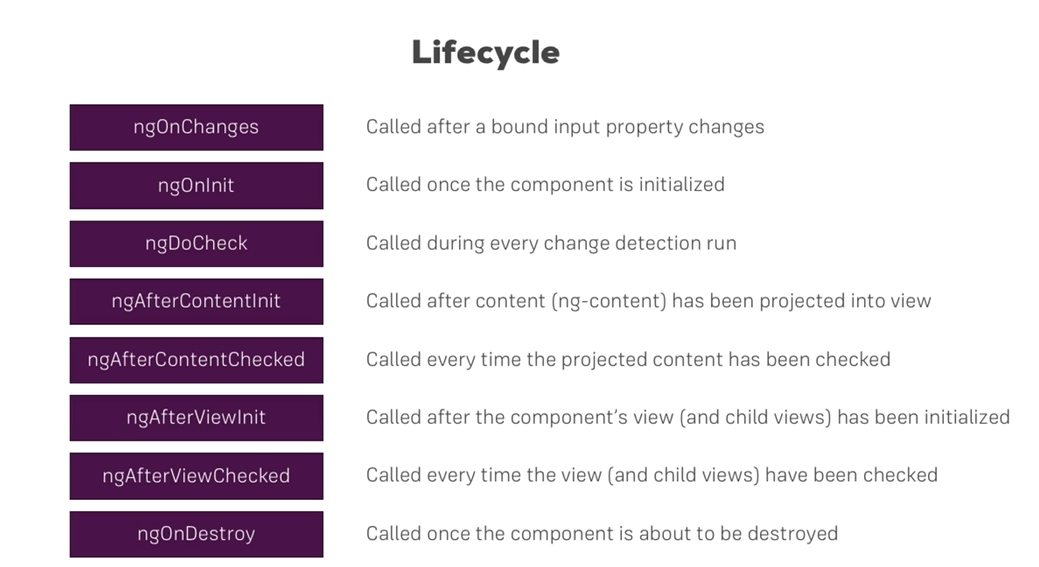 Lifecycle
ngOnChanges Called after a bound input property changes
ngOnInit Called once the component is initialized
ngDoCheck Called during every change detection run
ngAfterContentInit Called after content (ng-content) has been projected into view
ngAfterContentChecked Called every time the projected content has been checked
ngAfterViewInit Called after the component’s view (and child views) has been initialized
ngAfterViewChecked Called every time the view (and child views) have been checked
ngOnDestroy Called once the component is about to be destroyed